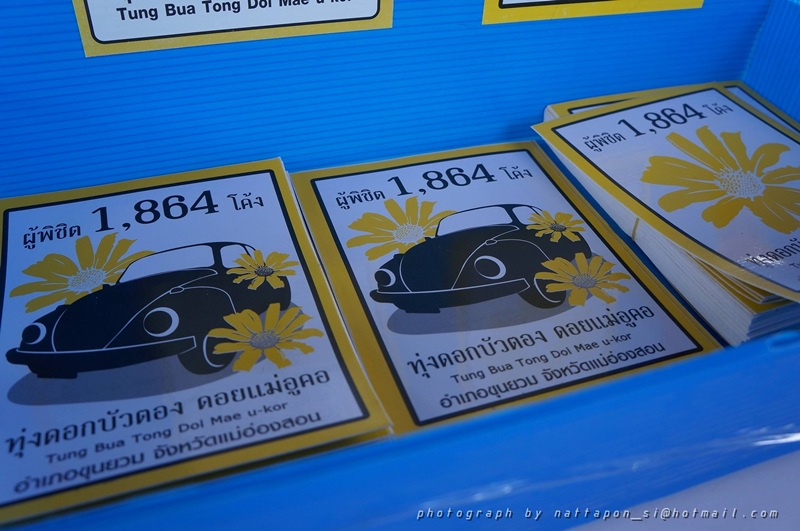 Tung Bua Tong Doi Mae u-kor
ผู้พิชิต 1,864 โค้ง
ทุ่งดอกบัวตอง ดอยแม่อูคอ
Tung Bua Tong Doi Mae u-kor
อำเภอขุนยวม จังหวัดแม่ฮ่องสอน
ผู้พิชิต 1,864 โค้ง
ทุ่งดอกบัวตอง ดอยแม่อูคอ
Tung Bua Tong Doi Mae u-kor
อำเภอขุนยวม จังหวัดแม่ฮ่องสอน
ผู้พิชิต 1,864 โค้ง
photograph by nattapon_si@hotmail.com